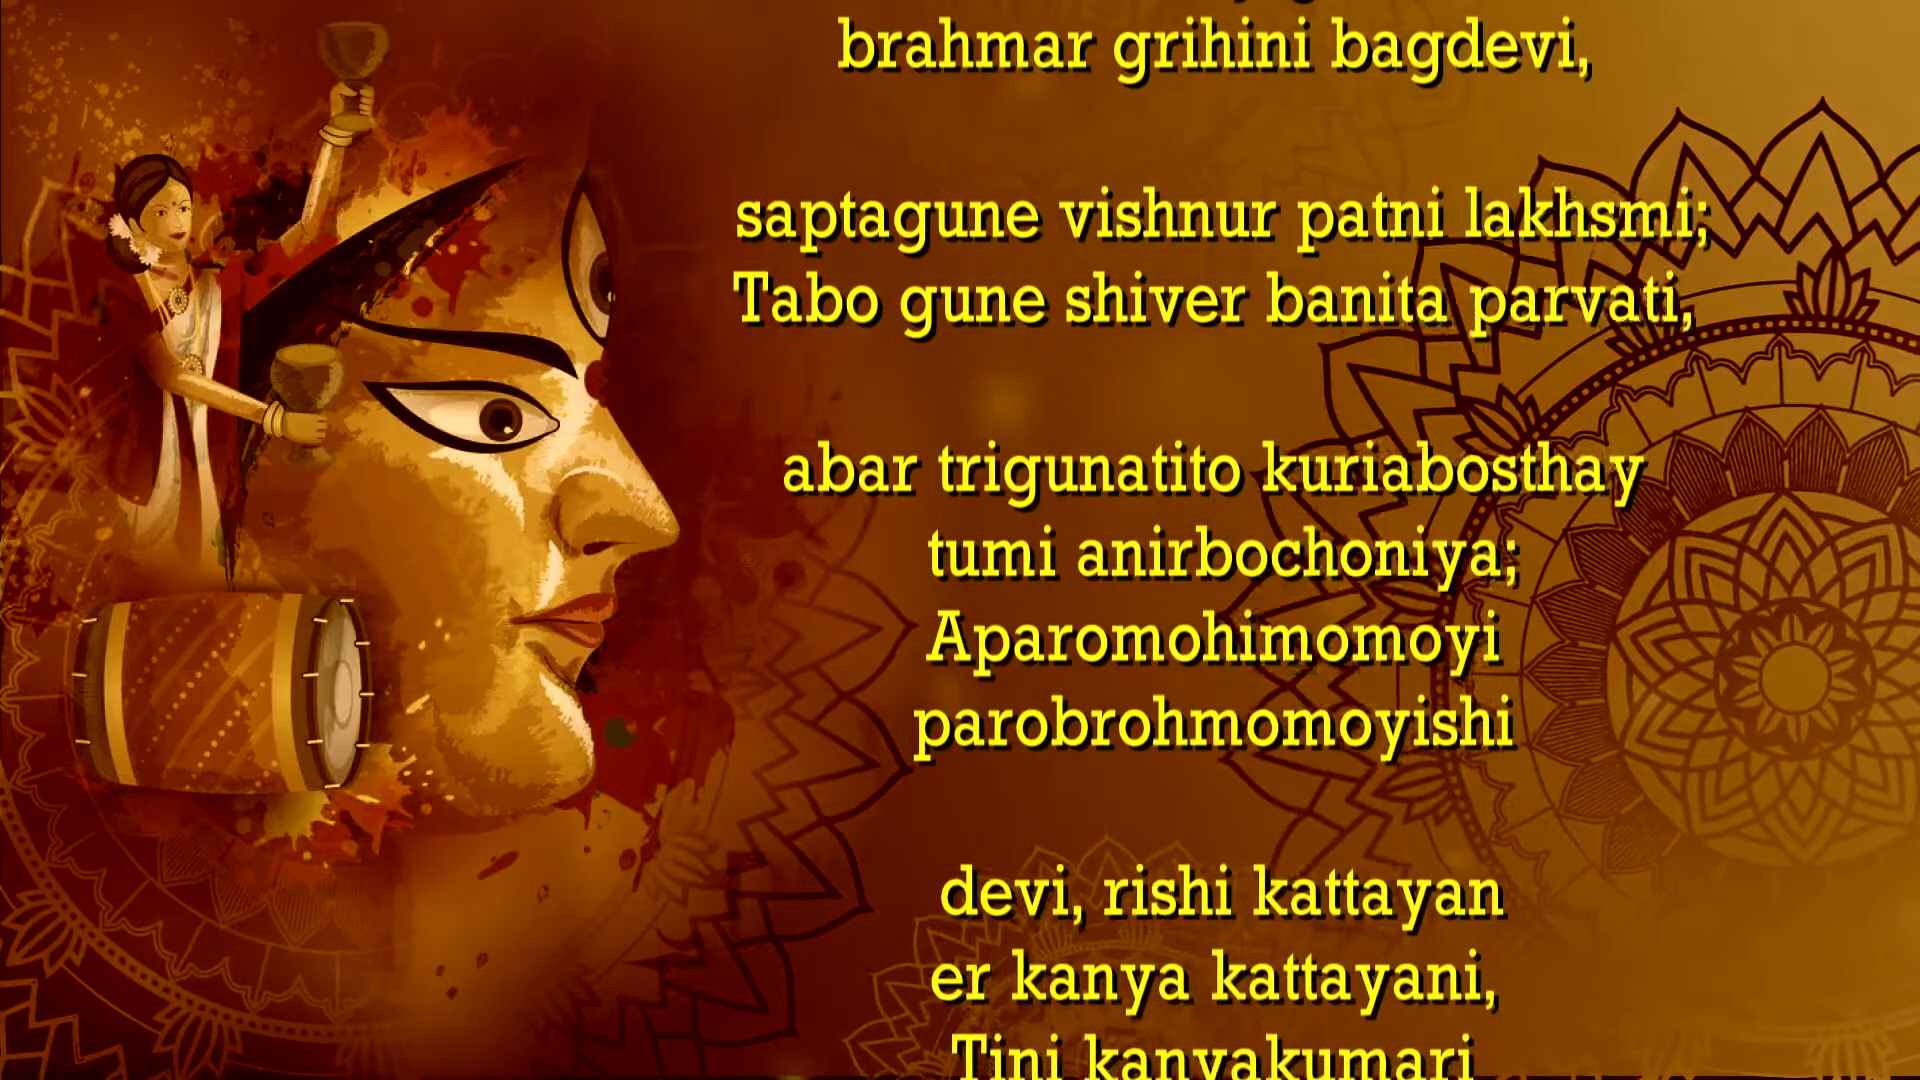 brahmar grihini bagdevi,
saptagune vishnur patni lakhsmi;
Tabo gune shiver banita parvati,
abar trigunatito kuriabosthay
tumi anirbochoniya;
Aparomohimomoyi
parobrohmomoyishi
devi, rishi kattayan
er kanya kattayani,
Tini kanyakumari